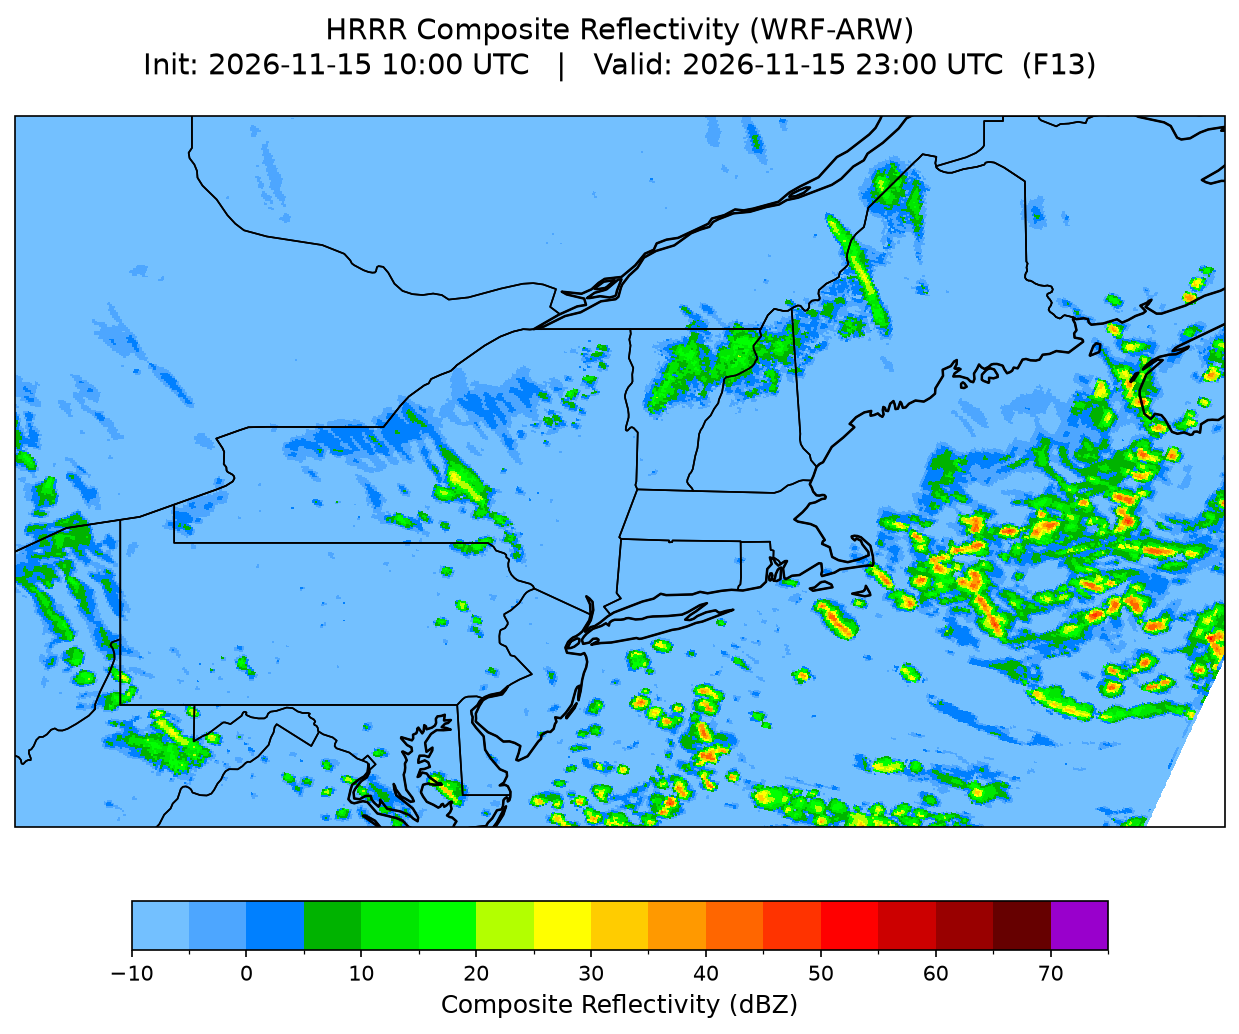 HRRR Composite Reflectivity (WRF-ARW)
Init: 2026-11-15 10:00 UTC | Valid: 2026-11-15 23:00 UTC (F13)
−10 0 10 20 30 40 50 60 70
Composite Reflectivity (dBZ)